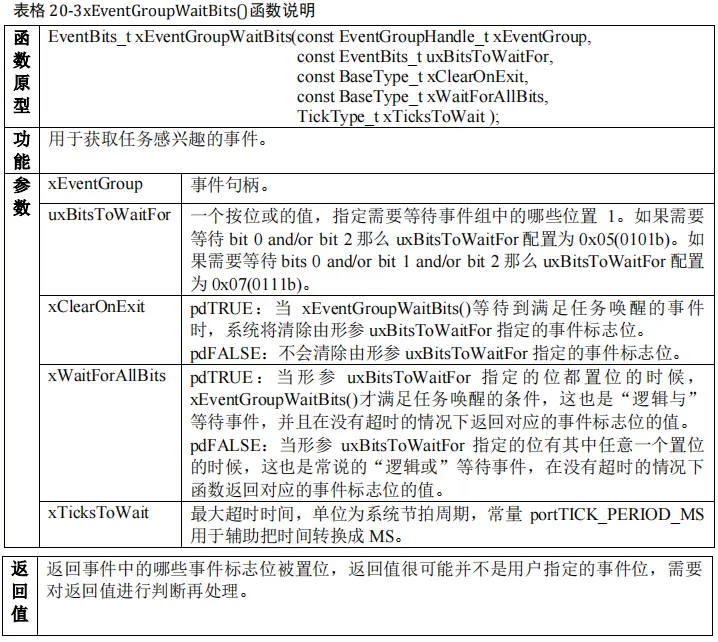 表格 20-3xEventGroupWaitBits()函数说明
函数原型
EventBits_t xEventGroupWaitBits(const EventGroupHandle_t xEventGroup,
const EventBits_t uxBitsToWaitFor,
const BaseType_t xClearOnExit,
const BaseType_t xWaitForAllBits,
TickType_t xTicksToWait );
功能
用于获取任务感兴趣的事件。
参数
xEventGroup
事件句柄。
uxBitsToWaitFor
一个按位或的值，指定需要等待事件组中的哪些位置 1。如果需要
等待 bit 0 and/or bit 2 那么 uxBitsToWaitFor 配置为 0x05(0101b)。如
果需要等待 bits 0 and/or bit 1 and/or bit 2 那么 uxBitsToWaitFor 配置
为 0x07(0111b)。
xClearOnExit
pdTRUE：当 xEventGroupWaitBits()等待到满足任务唤醒的事件
时，系统将清除由形参 uxBitsToWaitFor 指定的事件标志位。
pdFALSE：不会清除由形参 uxBitsToWaitFor 指定的事件标志位。
xWaitForAllBits
pdTRUE：当形参 uxBitsToWaitFor 指定的位都置位的时候，
xEventGroupWaitBits()才满足任务唤醒的条件，这也是“逻辑与”
等待事件，并且在没有超时的情况下返回对应的事件标志位的值。
pdFALSE：当形参 uxBitsToWaitFor 指定的位有其中任意一个置位
的时候，这也是常说的“逻辑或”等待事件，在没有超时的情况下
函数返回对应的事件标志位的值。
xTicksToWait
最大超时时间，单位为系统节拍周期，常量 portTICK_PERIOD_MS
用于辅助把时间转换成 MS。
返回值
返回事件中的哪些事件标志位被置位，返回值很可能并不是用户指定的事件位，需要
对返回值进行判断再处理。